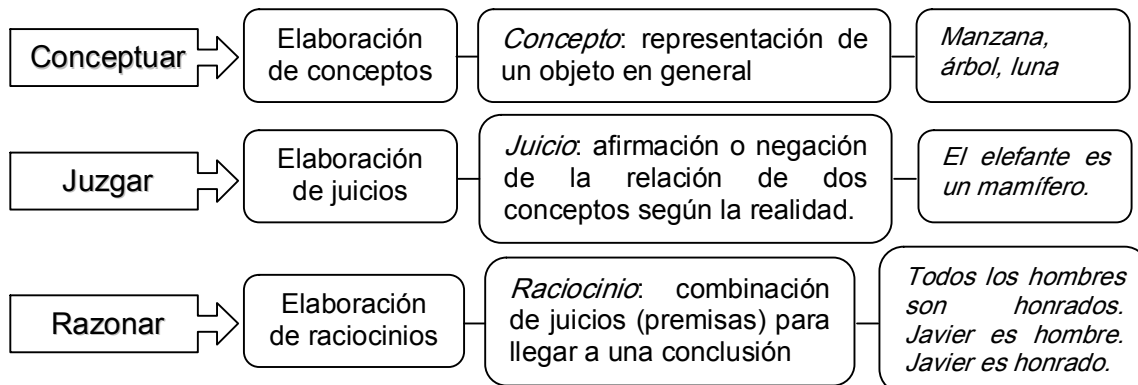 Conceptuar
Elaboración
de conceptos
Concepto: representación de
un objeto en general
Manzana,
árbol, luna
Juzgar
Elaboración
de juicios
Juicio: afirmación o negación
de la relación de dos
conceptos según la realidad.
El elefante es
un mamífero.
Razonar
Elaboración
de raciocinios
Raciocinio: combinación
de juicios (premisas) para
llegar a una conclusión
Todos los hombres
son honrados.
Javier es hombre.
Javier es honrado.